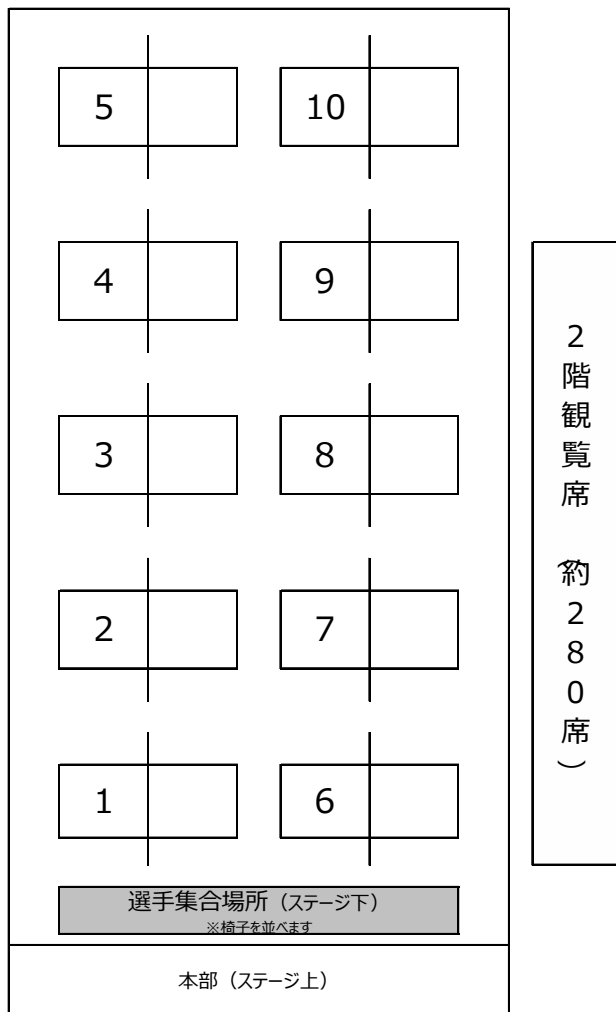 5 10
4 9
3 8
2 7
1 6
2階観覧席 (約280席)
選手集合場所（ステージ下）
※椅子を並べます
本部（ステージ上）